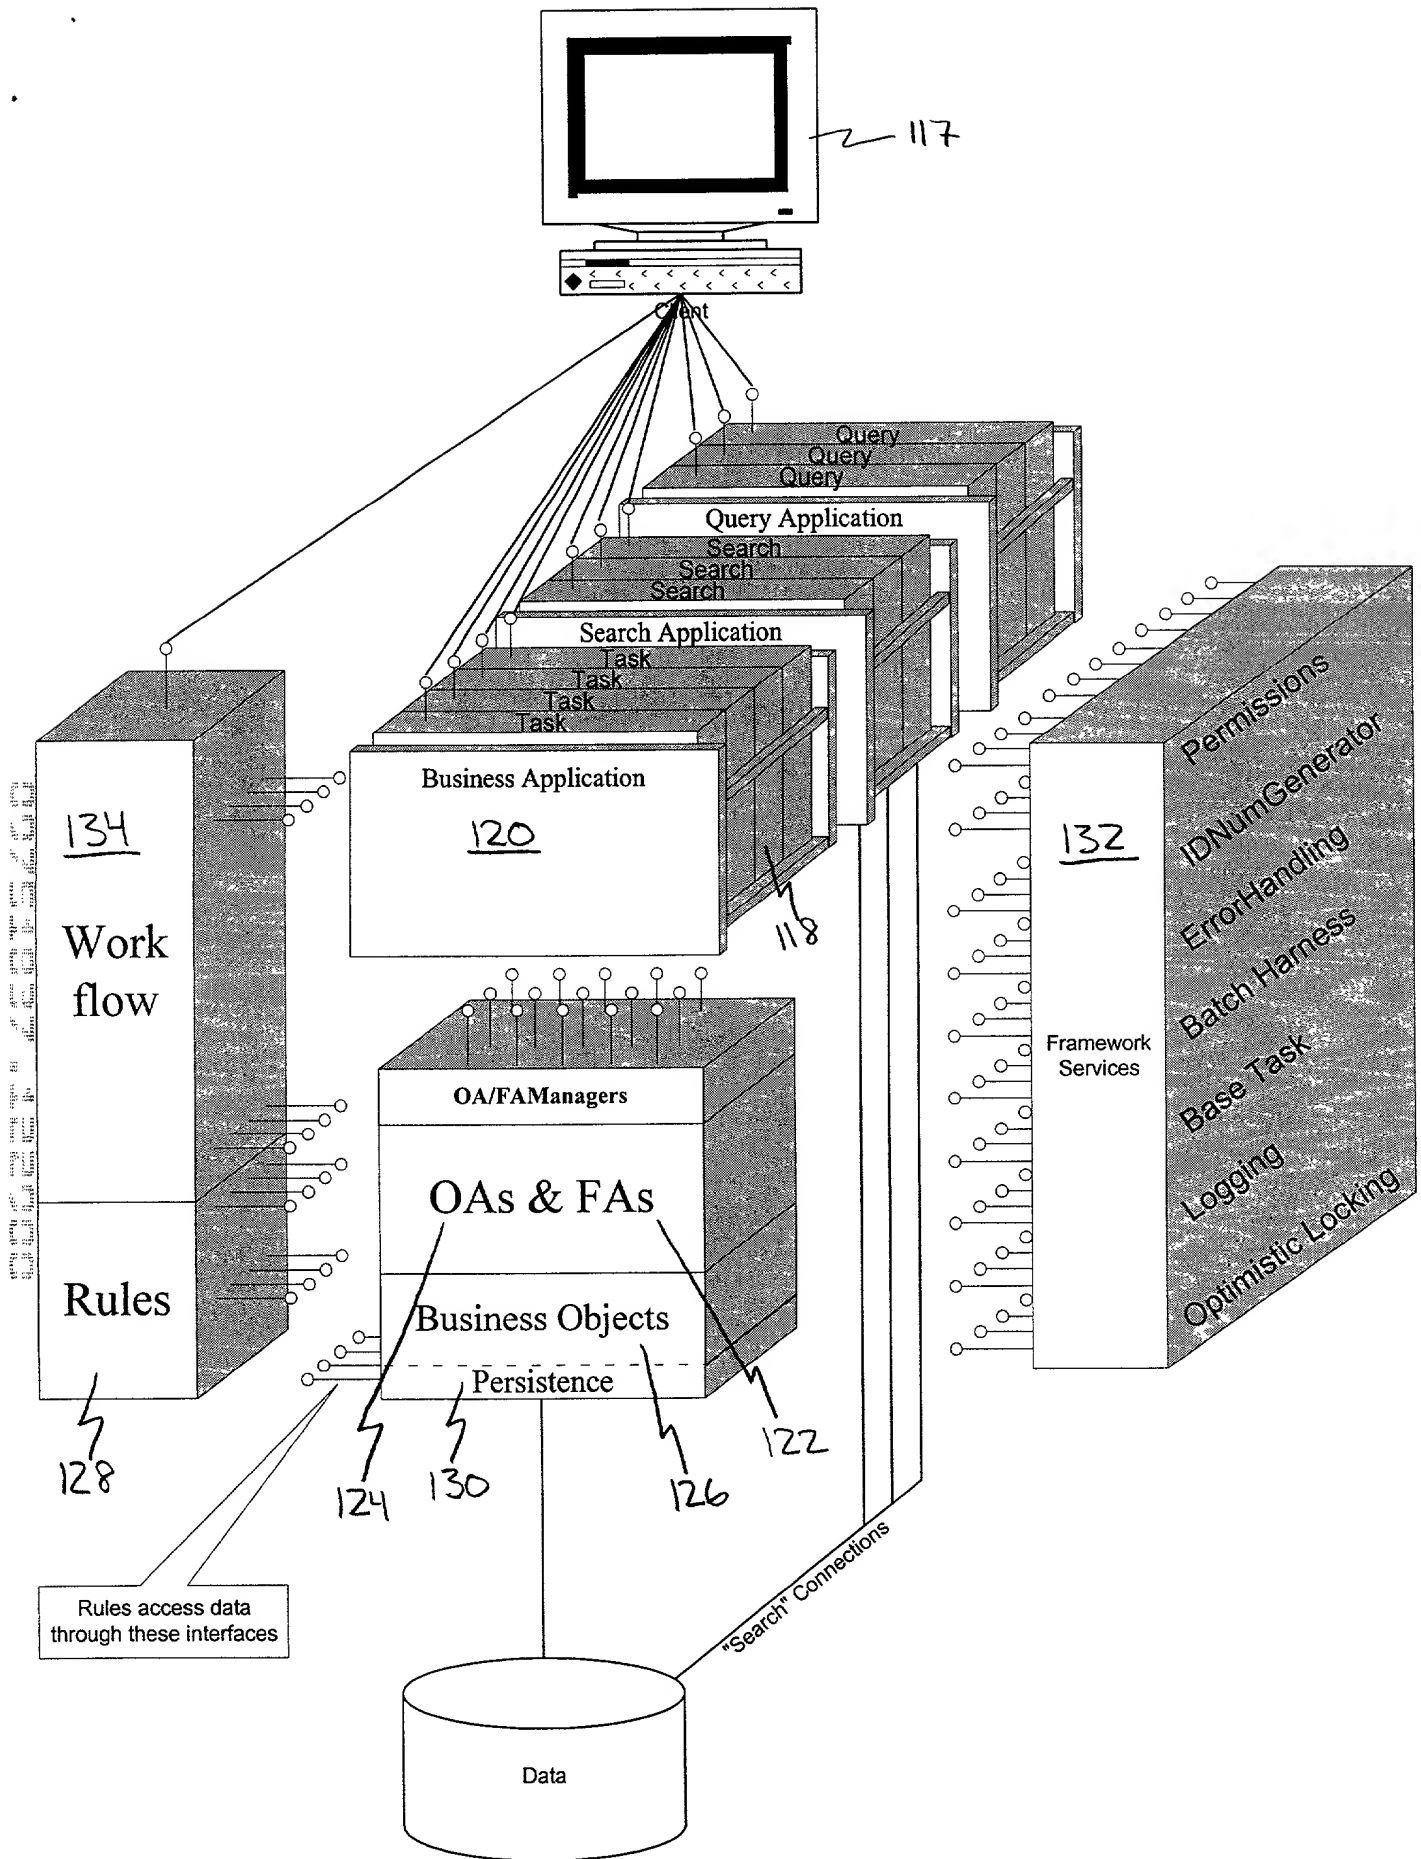 117
Client
Query
Query
Query
Query Application
Search
Search
Search
Search Application
Task
Task
Task
Task
Business Application
120
118
134
Work
flow
Rules
128
OA/FAManagers
OAs & FAs
Business Objects
Persistence
124
130
126
122
132
Framework
Services
Permissions
IDNumGenerator
ErrorHandling
Batch Harness
Base Task
Logging
Optimistic Locking
Rules access data
through these interfaces
"Search" Connections
Data